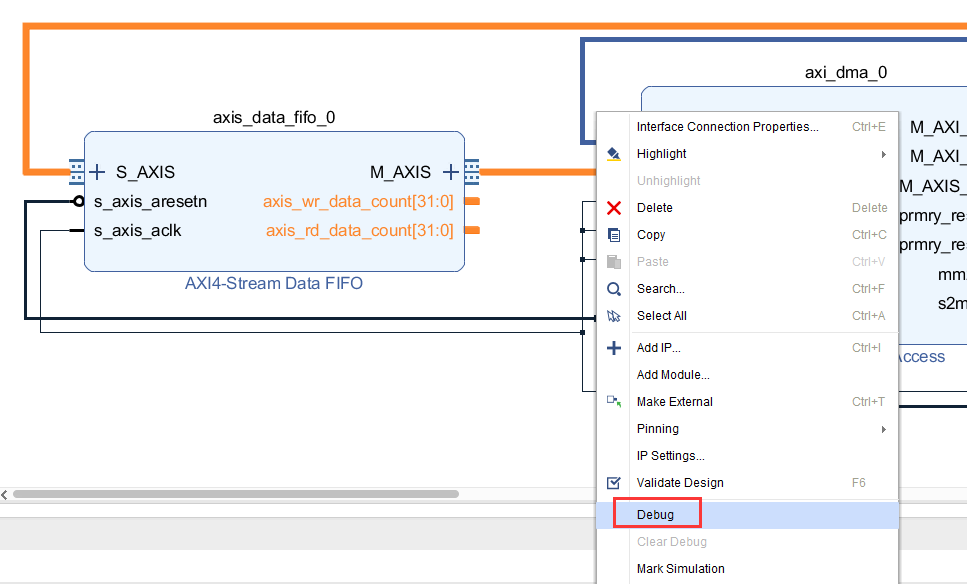 axi_dma_0
axis_data_fifo_0
S_AXIS
M_AXIS
s_axis_aresetn
axis_wr_data_count[31:0]
s_axis_aclk
axis_rd_data_count[31:0]
AXI4-Stream Data FIFO
Interface Connection Properties... Ctrl+E
Highlight
Unhighlight
Delete Delete
Copy Ctrl+C
Paste Ctrl+V
Search... Ctrl+F
Select All Ctrl+A
Add IP... Ctrl+I
Add Module...
Make External Ctrl+T
Pinning
IP Settings...
Validate Design F6
Debug
Clear Debug
Mark Simulation
M_AXI_
M_AXI_
M_AXIS_
prmry_re
prmry_re
mm
s2m
Access